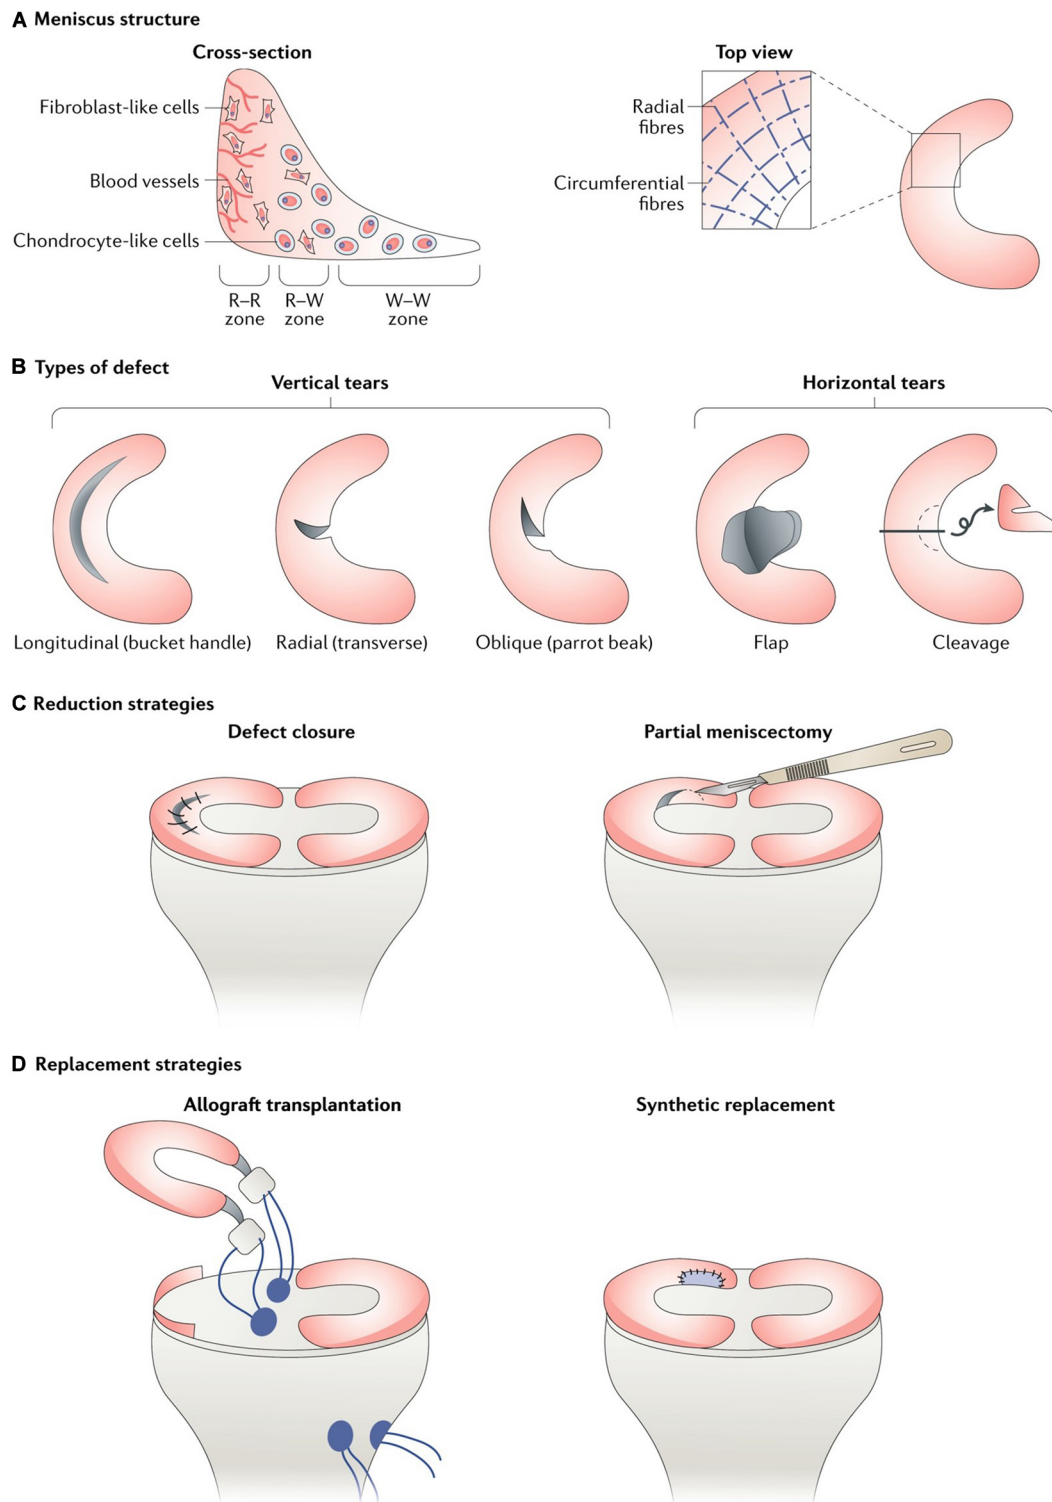 A Meniscus structure
Cross-section
Top view
Fibroblast-like cells
Blood vessels
Chondrocyte-like cells
R–R
zone
R–W
zone
W–W
zone
Radial
fibres
Circumferential
fibres
B Types of defect
Vertical tears
Horizontal tears
Longitudinal (bucket handle)
Radial (transverse)
Oblique (parrot beak)
Flap
Cleavage
C Reduction strategies
Defect closure
Partial meniscectomy
D Replacement strategies
Allograft transplantation
Synthetic replacement